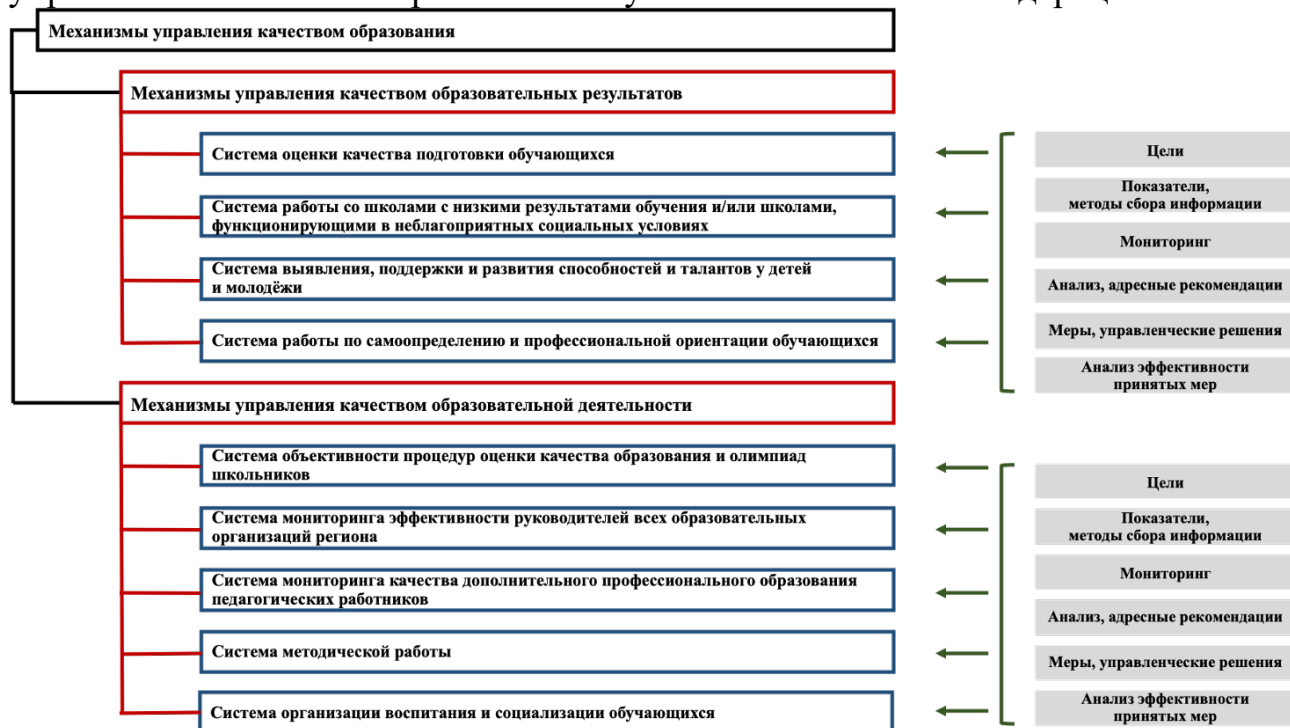 Механизмы управления качеством образования
Механизмы управления качеством образовательных результатов
Система оценки качества подготовки обучающихся
Система работы со школами с низкими результатами обучения и/или школами,
функционирующими в неблагоприятных социальных условиях
Система выявления, поддержки и развития способностей и талантов у детей
и молодёжи
Система работы по самоопределению и профессиональной ориентации обучающихся
Цели
Показатели,
методы сбора информации
Мониторинг
Анализ, адресные рекомендации
Меры, управленческие решения
Анализ эффективности
принятых мер
Механизмы управления качеством образовательной деятельности
Система объективности процедур оценки качества образования и олимпиад
школьников
Система мониторинга эффективности руководителей всех образовательных
организаций региона
Система мониторинга качества дополнительного профессионального образования
педагогических работников
Система методической работы
Система организации воспитания и социализации обучающихся
Цели
Показатели,
методы сбора информации
Мониторинг
Анализ, адресные рекомендации
Меры, управленческие решения
Анализ эффективности
принятых мер